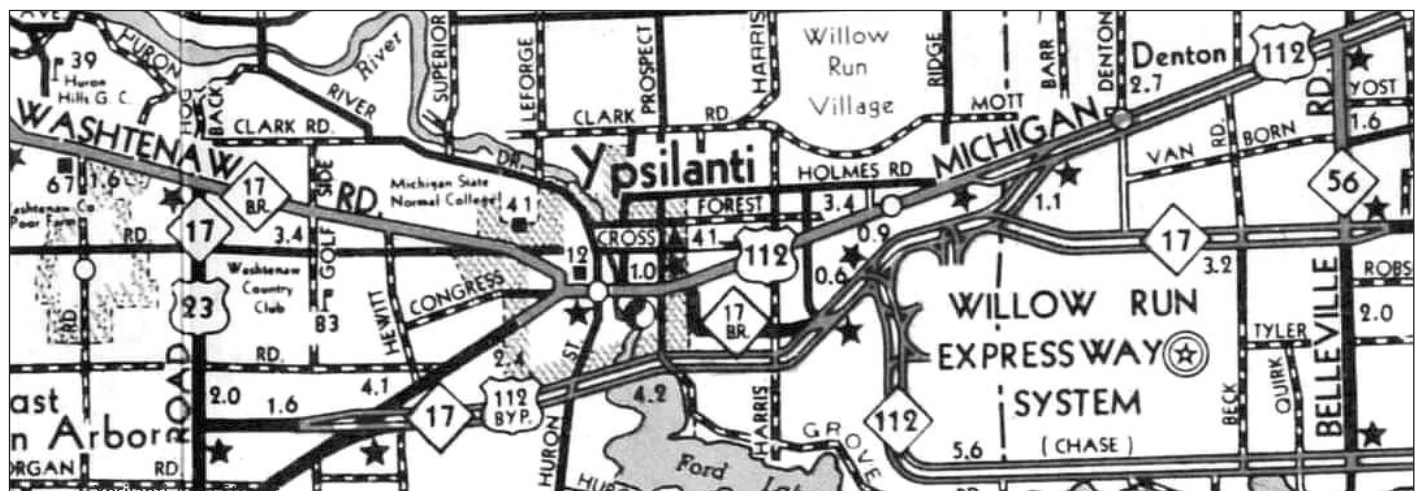 AVE
HURON
39
Huron
Hills G. C.
HOG
BACK
River
RIVER
SUPERIOR
LEFORGE
PROSPECT
HARRIS
Willow
Run
Village
RIDGE
BARR
DENTON
Denton
2.7
112
RD.
YOST
1.6
WASHTENAW
RD.
CLARK RD.
DR.
CLARK RD
MOTT
MICHIGAN
VAN BORN
RD.
Ypsilanti
HOLMES RD
67
1.6
Poor Farm
17
BR.
SIDE
GOLF
Michigan State
Normal College
41
FOREST
3.4
56
17
RD.
3.4
CROSS
41
112
0.9
1.1
17
3.2
12
1.0
0.6
Washtenaw
Country
Club
23
83
HEWITT
CONGRESS
17
BR.
WILLOW RUN
EXPRESSWAY
SYSTEM
(CHASE)
BELLEVILLE
ROBS
2.0
TYLER
QUIRK
BECK
RD
RD.
ROAD
2.4
ST.
4.1
2.0
1.6
17
112
BYP.
4.2
HARRIS
GROVE
112
5.6
ast
n Arbor
ORGAN RD.
HURON
HURO
Ford